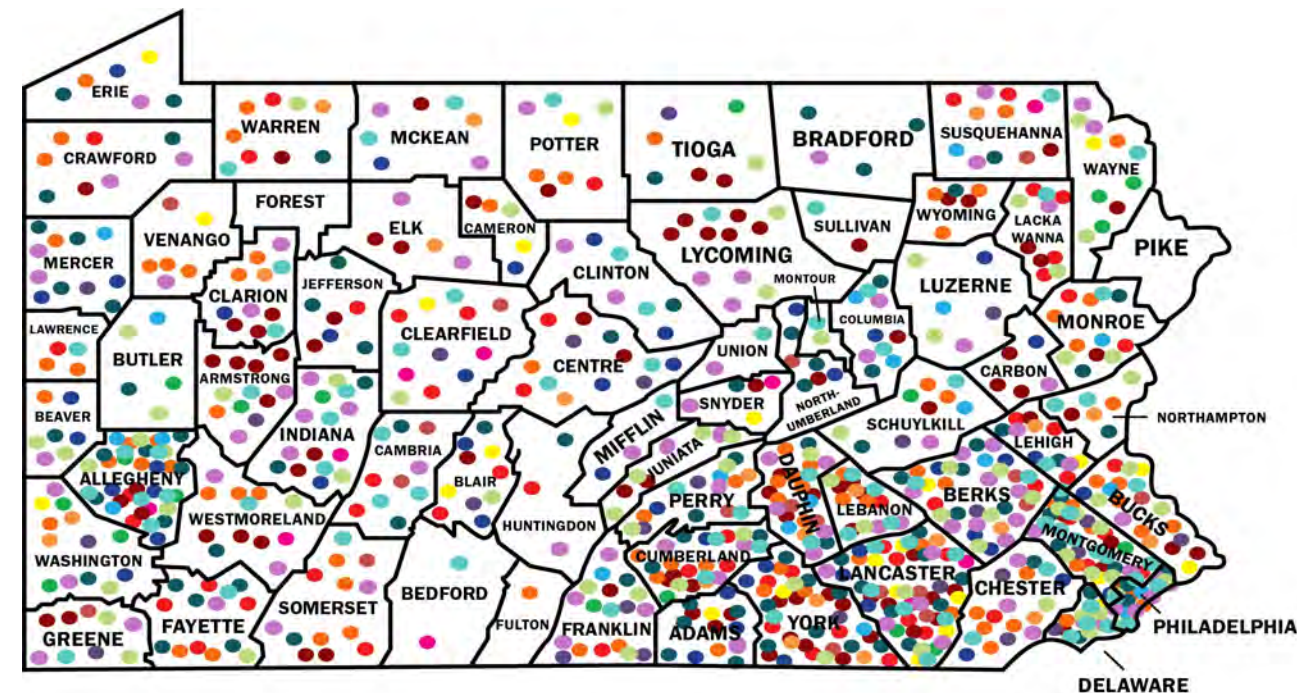 ERIE
WARREN
MCKEAN
POTTER
TIOGA
BRADFORD
SUSQUEHANNA
WAYNE
CRAWFORD
FOREST
ELK
CAMERON
SULLIVAN
WYOMING
LACKA
WANNA
PIKE
MERCER
VENANGO
CLARION
JEFFERSON
CLINTON
LYCOMING
MONTOUR
COLUMBIA
LUZERNE
MONROE
LAWRENCE
BUTLER
ARMSTRONG
CLEARFIELD
CENTRE
UNION
CARBON
BEAVER
INDIANA
CAMBRIA
BLAIR
MIFFLIN
SNYDER
NORTH-
UMBERLAND
SCHUYLKILL
LEHIGH
NORTHAMPTON
ALLEGHENY
WESTMORELAND
HUNTINGDON
JUNIATA
PERRY
DAUPHIN
LEBANON
BERKS
BUCKS
MONTGOMERY
WASHINGTON
SOMERSET
BEDFORD
FULTON
CUMBERLAND
LANCASTER
CHESTER
GREENE
FAYETTE
FRANKLIN
ADAMS
YORK
PHILADELPHIA
DELAWARE